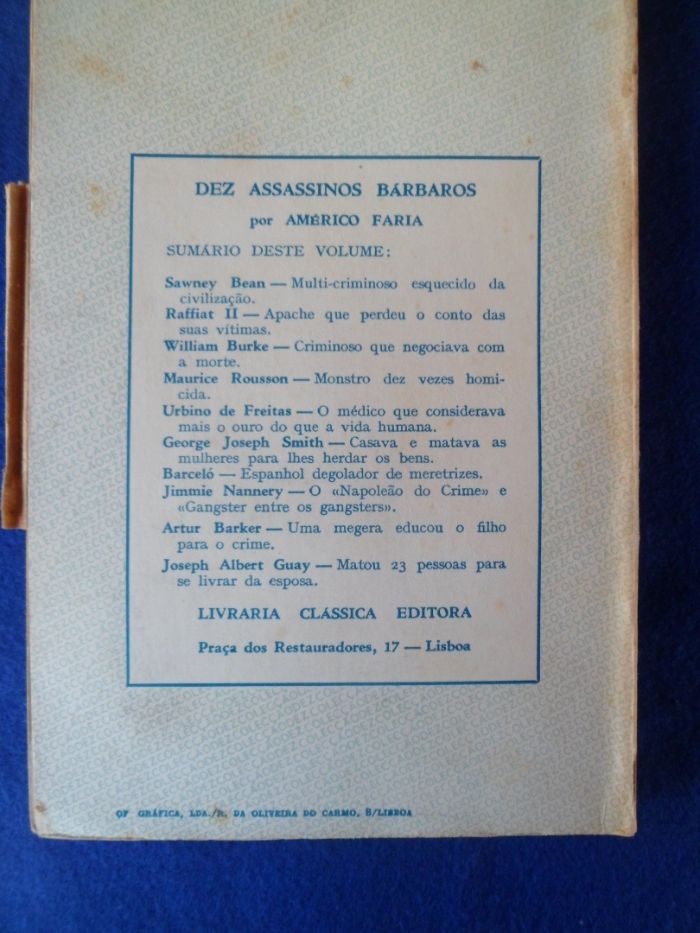 DEZ ASSASSINOS BÁRBAROS
por AMÉRICO FARIA
SUMÁRIO DESTE VOLUME:
Sawney Bean — Multi-criminoso esquecido da
civilização.
Raffiat II — Apache que perdeu o conto das
suas vítimas.
William Burke — Criminoso que negociava com
a morte.
Maurice Rousson — Monstro dez vezes homi-
cida.
Urbino de Freitas — O médico que considerava
mais o ouro do que a vida humana.
George Joseph Smith — Casava e matava as
mulheres para lhes herdar os bens.
Barceló — Espanhol degolador de meretrizes.
Jimmie Nannery — O «Napoleão do Crime» e
«Gangster entre os gangsters».
Artur Barker — Uma megera educou o filho
para o crime.
Joseph Albert Guay — Matou 23 pessoas para
se livrar da esposa.
LIVRARIA CLÁSSICA EDITORA
Praça dos Restauradores, 17 — Lisboa
GRÁFICA, LDA./R. DA OLIVEIRA DO CARMO, 8/LISBOA